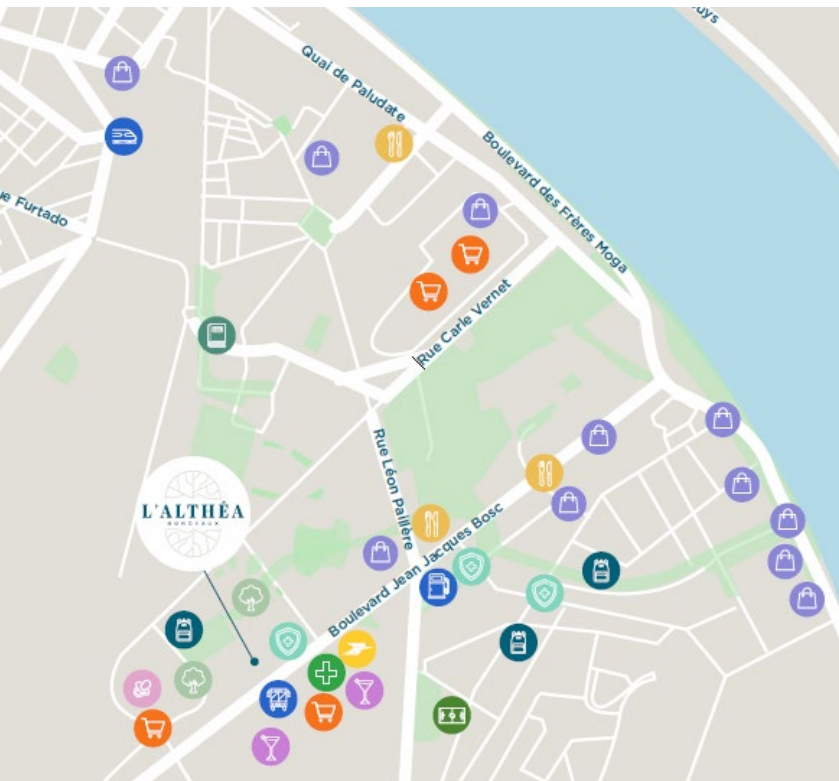 uys
Quai de Paludate
Boulevard des Frères Moga
e Furtado
Rue Carle Vernet
Rue Léon Paillère
L'ALTHÉA
BORDEAUX
Boulevard Jean Jacques Bosc